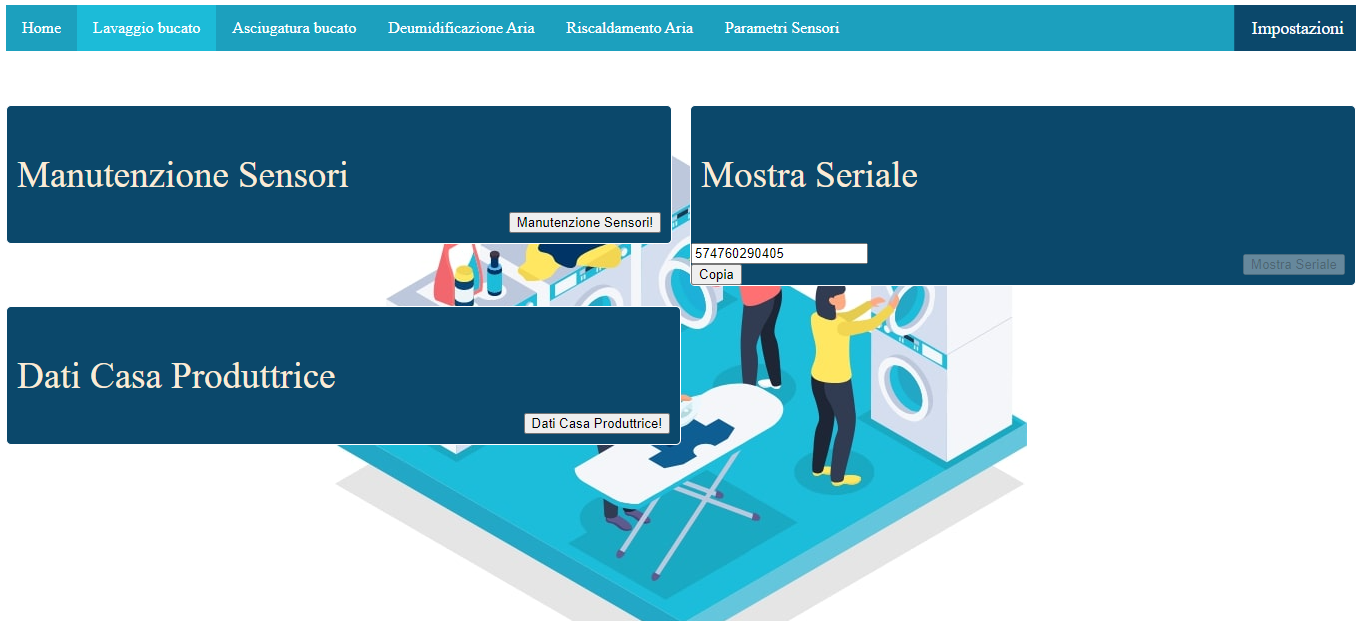 Home Lavaggio bucato Asciugatura bucato Deumidificazione Aria Riscaldamento Aria Parametri Sensori Impostazioni
Manutenzione Sensori
Manutenzione Sensori!
Mostra Seriale
574760290405
Copia
Mostra Seriale
Dati Casa Produttrice
Dati Casa Produttrice!